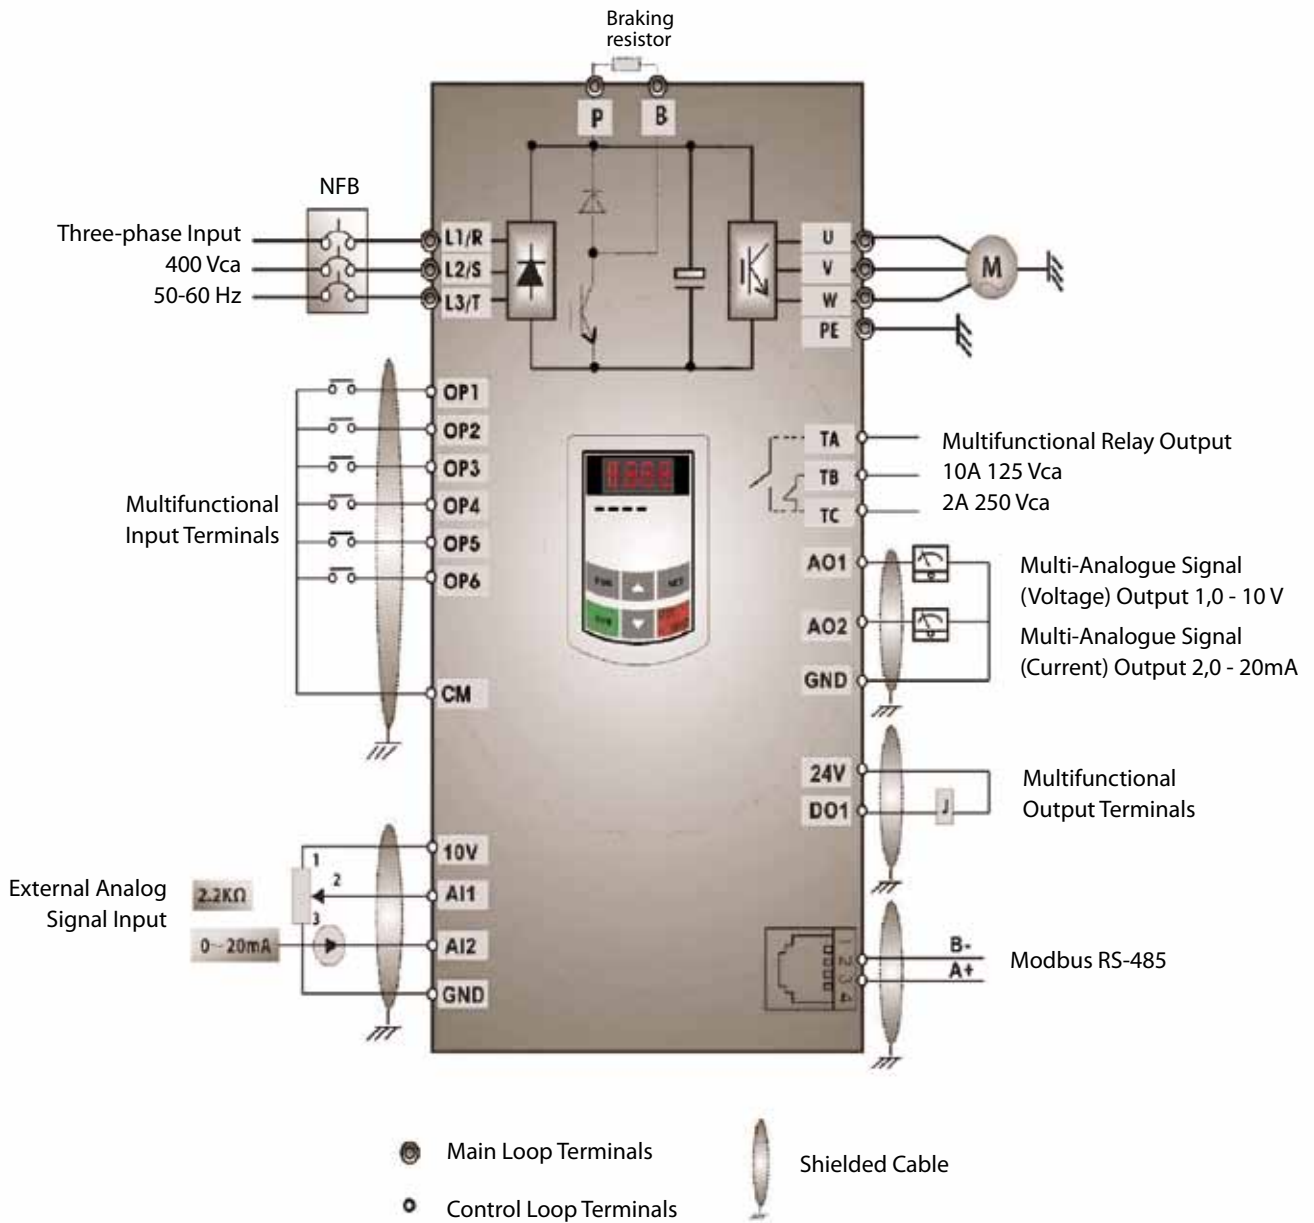 Braking
resistor
P B
NFB
Three-phase Input
400 Vca
50-60 Hz
L1/R
L2/S
L3/T
U
V
W
PE
M
OP1
OP2
OP3
OP4
OP5
OP6
CM
Multifunctional
Input Terminals
TA
TB
TC
Multifunctional Relay Output
10A 125 Vca
2A 250 Vca
AO1
AO2
GND
Multi-Analogue Signal
(Voltage) Output 1,0 - 10 V
Multi-Analogue Signal
(Current) Output 2,0 - 20mA
24V
DO1
J
Multifunctional
Output Terminals
External Analog
Signal Input
2.2KΩ
0~20mA
1
2
3
10V
AI1
AI2
GND
1
2
3
4
B-
A+
Modbus RS-485
Main Loop Terminals
Control Loop Terminals
Shielded Cable